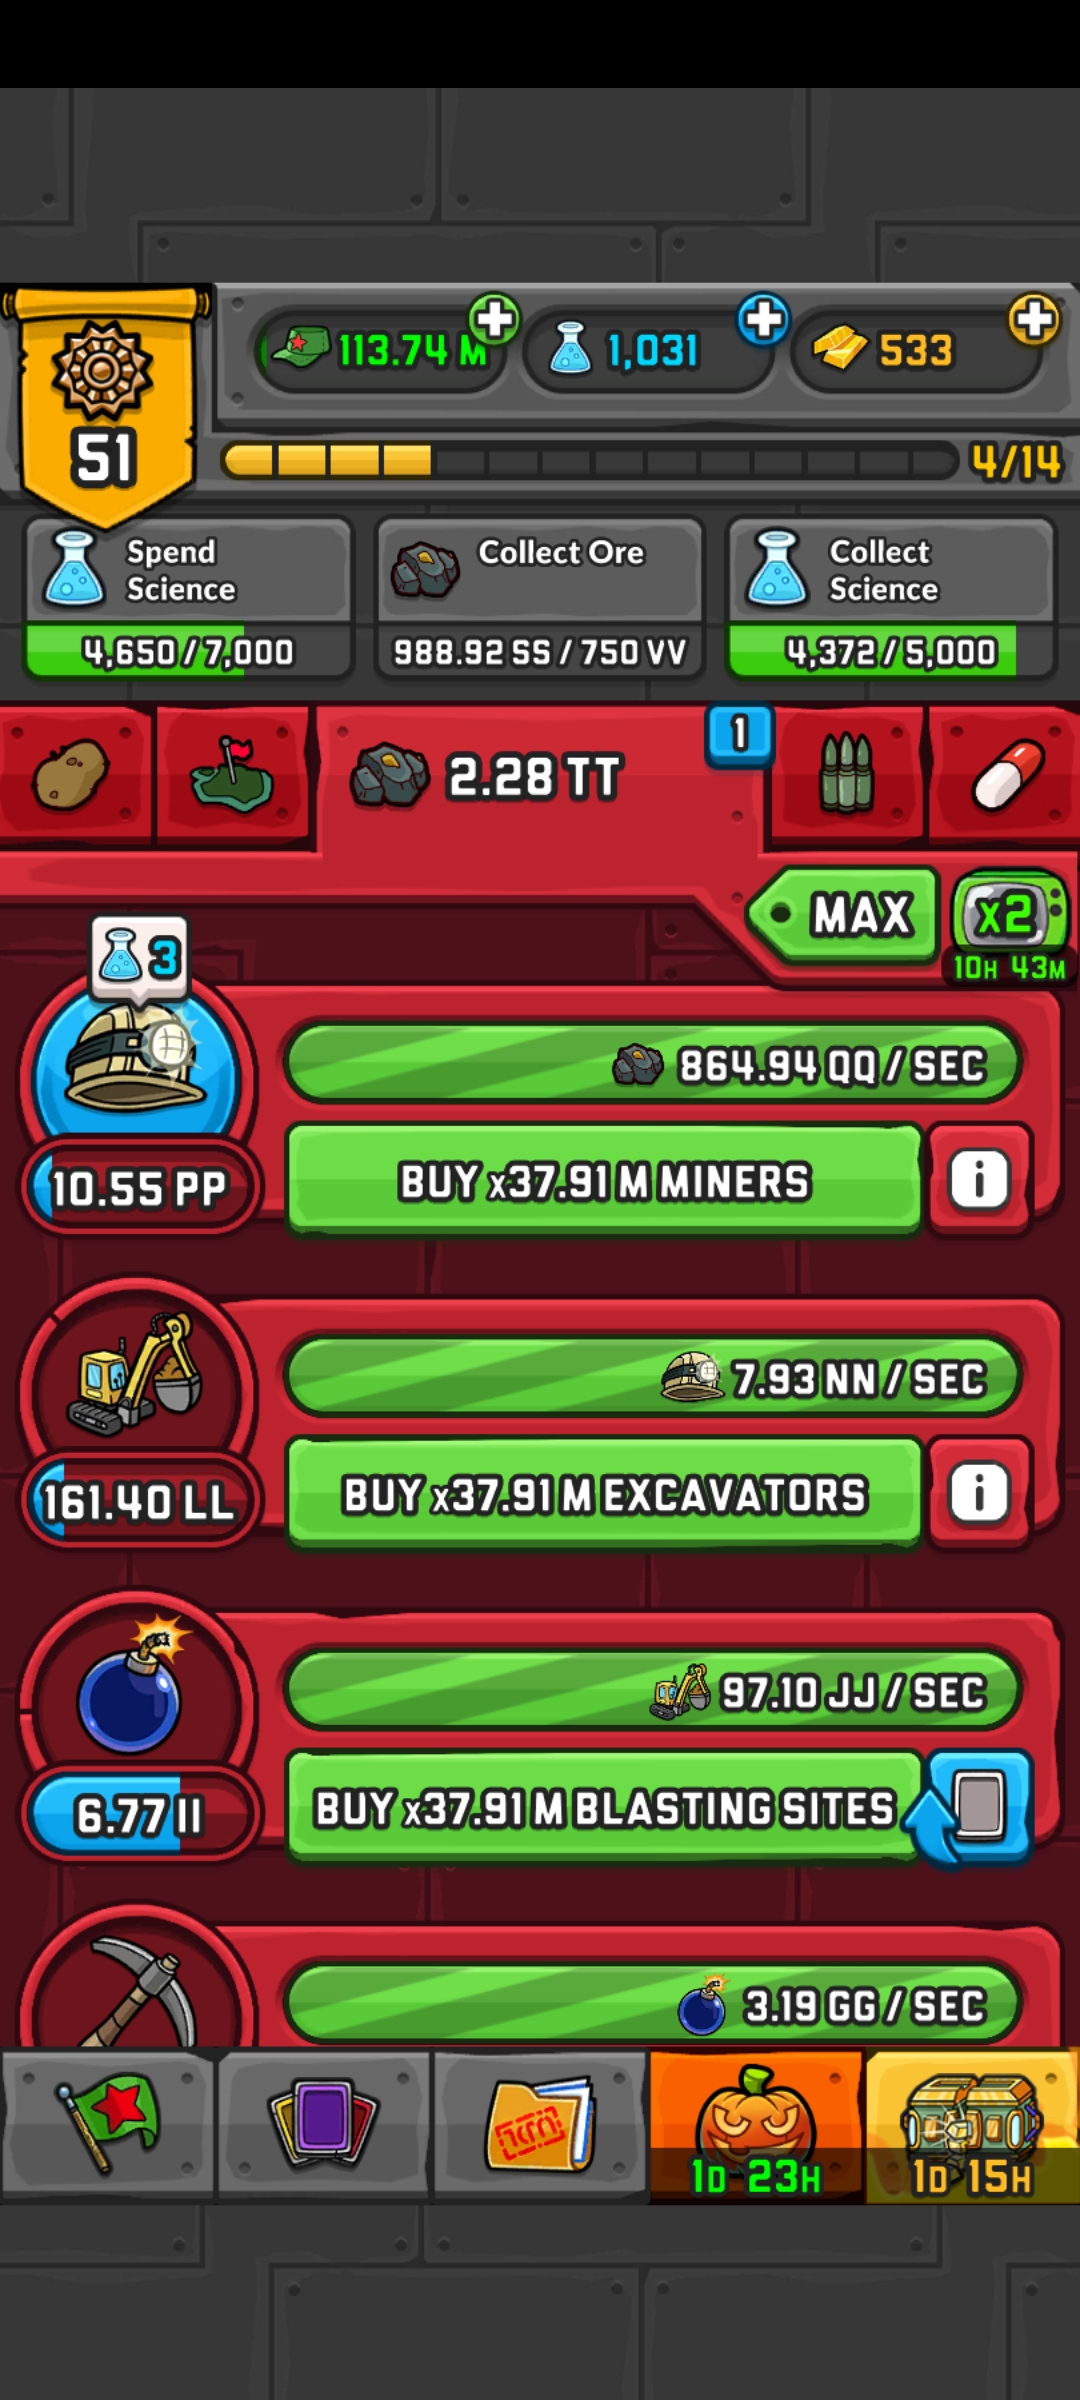 51
113.74 M
1,031
533
4/14
Spend
Science
4,650/7,000
Collect Ore
988.92 SS/750 VV
Collect
Science
4,372/5,000
2.28 TT
1
MAX
x2
10H 43M
3
864.94 QQ/SEC
10.55 PP
BUY x37.91 M MINERS
i
7.93 NN/SEC
161.40 LL
BUY x37.91 M EXCAVATORS
i
97.10 JJ/SEC
6.77 II
BUY x37.91 M BLASTING SITES
3.19 GG/SEC
1D 23H
1D 15H